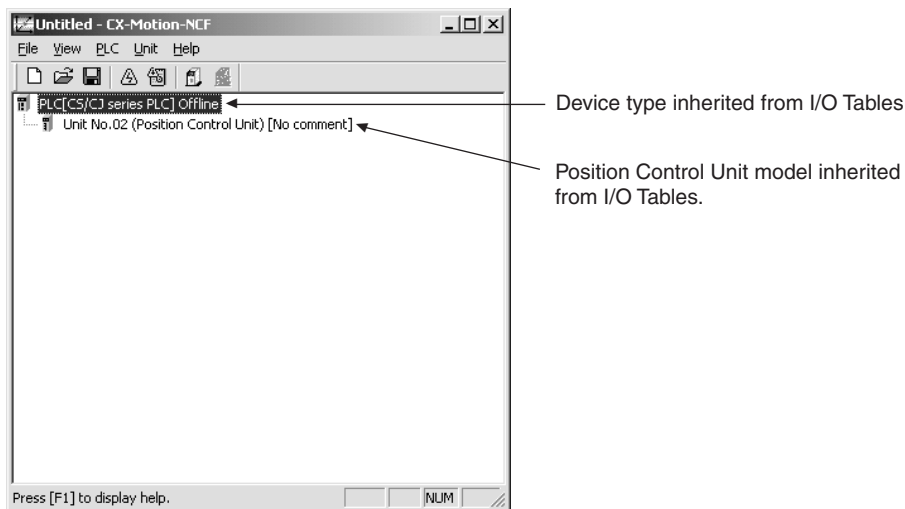 Untitled - CX-Motion-NCF
File View PLC Unit Help
PLC[CS/CJ series PLC] Offline
Device type inherited from I/O Tables
Unit No.02 (Position Control Unit) [No comment]
Position Control Unit model inherited
from I/O Tables.
Press [F1] to display help.
NUM